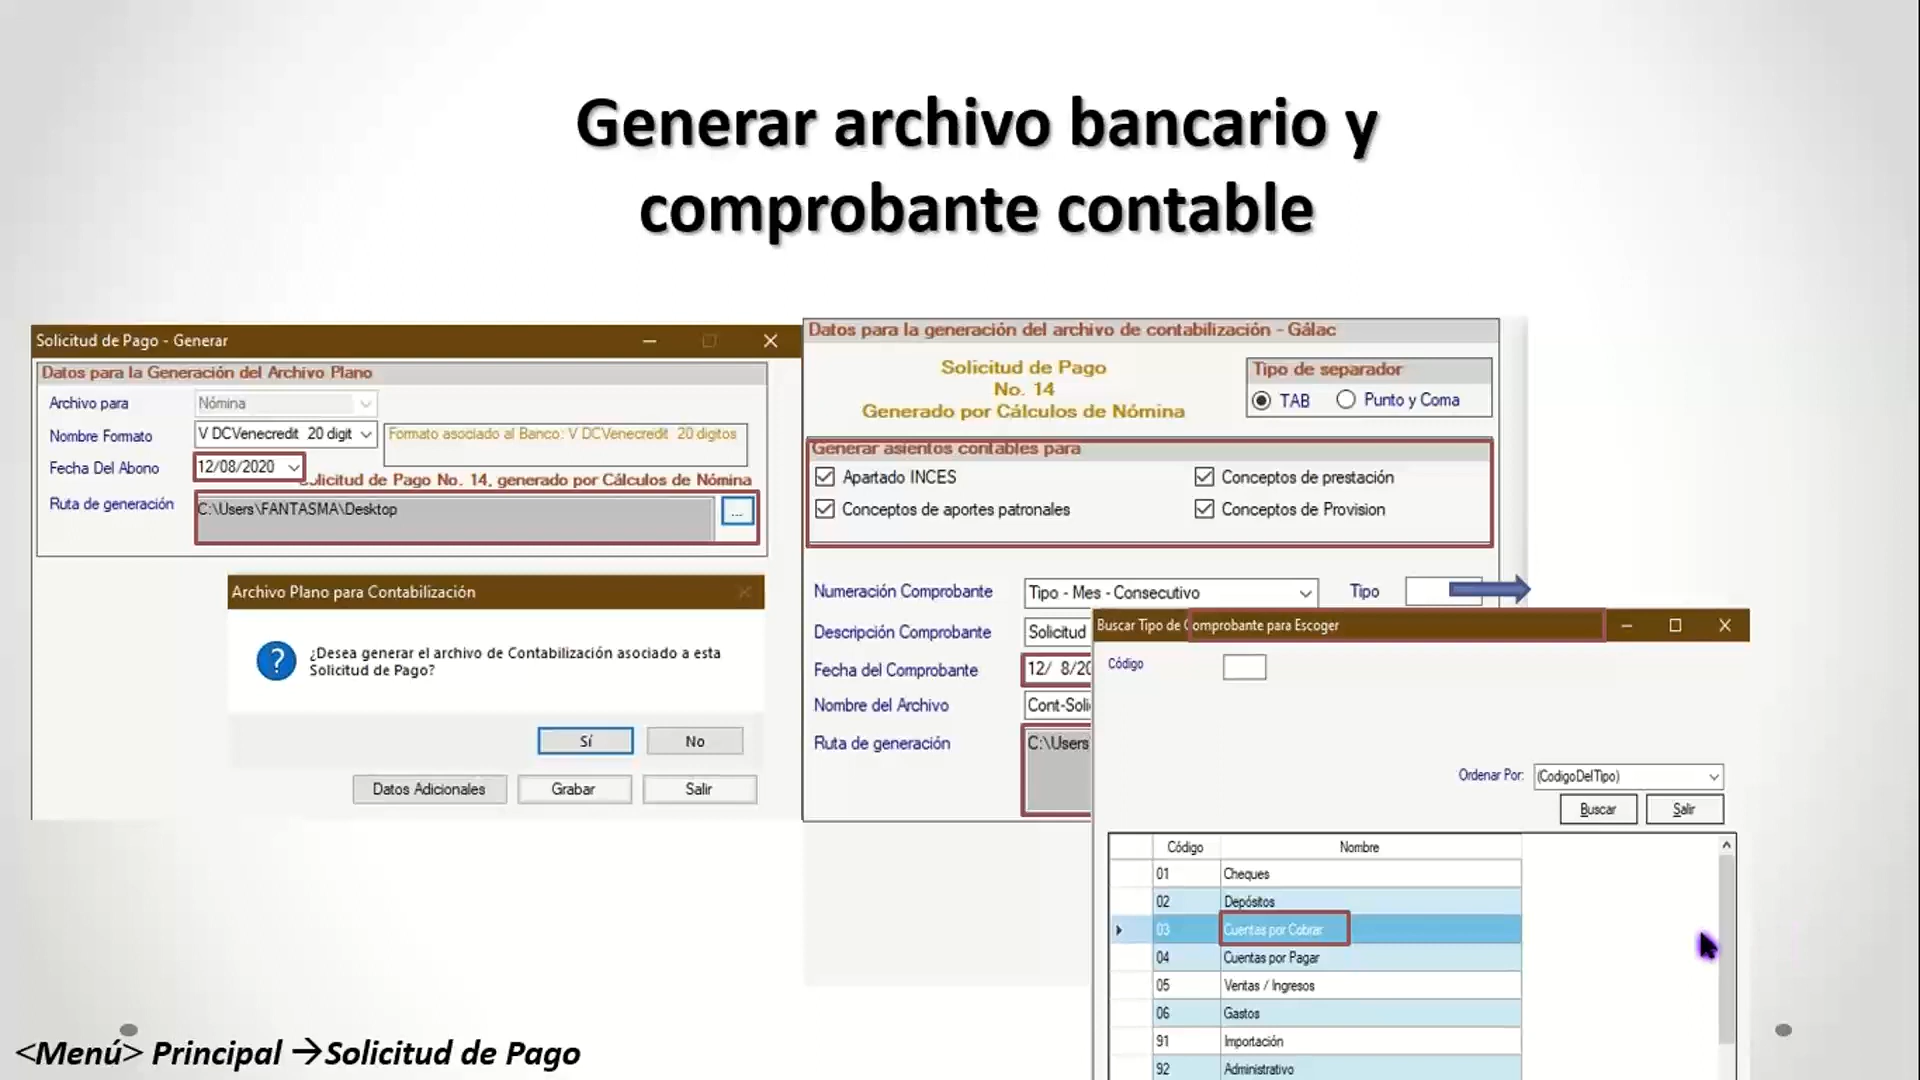 Generar archivo bancario y
comprobante contable
Solicitud de Pago - Generar
Datos para la Generación del Archivo Plano
Archivo para Nómina
Nombre Formato V DCVenecredit 20 digit Formato asociado al Banco: V DCVenecredit 20 digitos
Fecha Del Abono 12/08/2020
Solicitud de Pago No. 14, generado por Cálculos de Nómina
Ruta de generación C:\Users\FANTASMA\Desktop ...
Archivo Plano para Contabilización
¿Desea generar el archivo de Contabilización asociado a esta
Solicitud de Pago?
Sí No
Datos Adicionales Grabar Salir
Datos para la generación del archivo de contabilización - Gálac
Solicitud de Pago
No. 14
Generado por Cálculos de Nómina
Tipo de separador
TAB Punto y Coma
Generar asientos contables para
Apartado INCES Conceptos de prestación
Conceptos de aportes patronales Conceptos de Provision
Numeración Comprobante Tipo - Mes - Consecutivo Tipo
Descripción Comprobante Solicitud
Fecha del Comprobante 12/ 8/20
Nombre del Archivo Cont-Soli
Ruta de generación C:\Users
Buscar Tipo de Comprobante para Escoger
Código
Ordenar Por: (CodigoDelTipo)
Buscar Salir
Código Nombre
01 Cheques
02 Depósitos
03 Cuentas por Cobrar
04 Cuentas por Pagar
05 Ventas / Ingresos
06 Gastos
91 Importación
92 Administrativo
<Menú> Principal →Solicitud de Pago